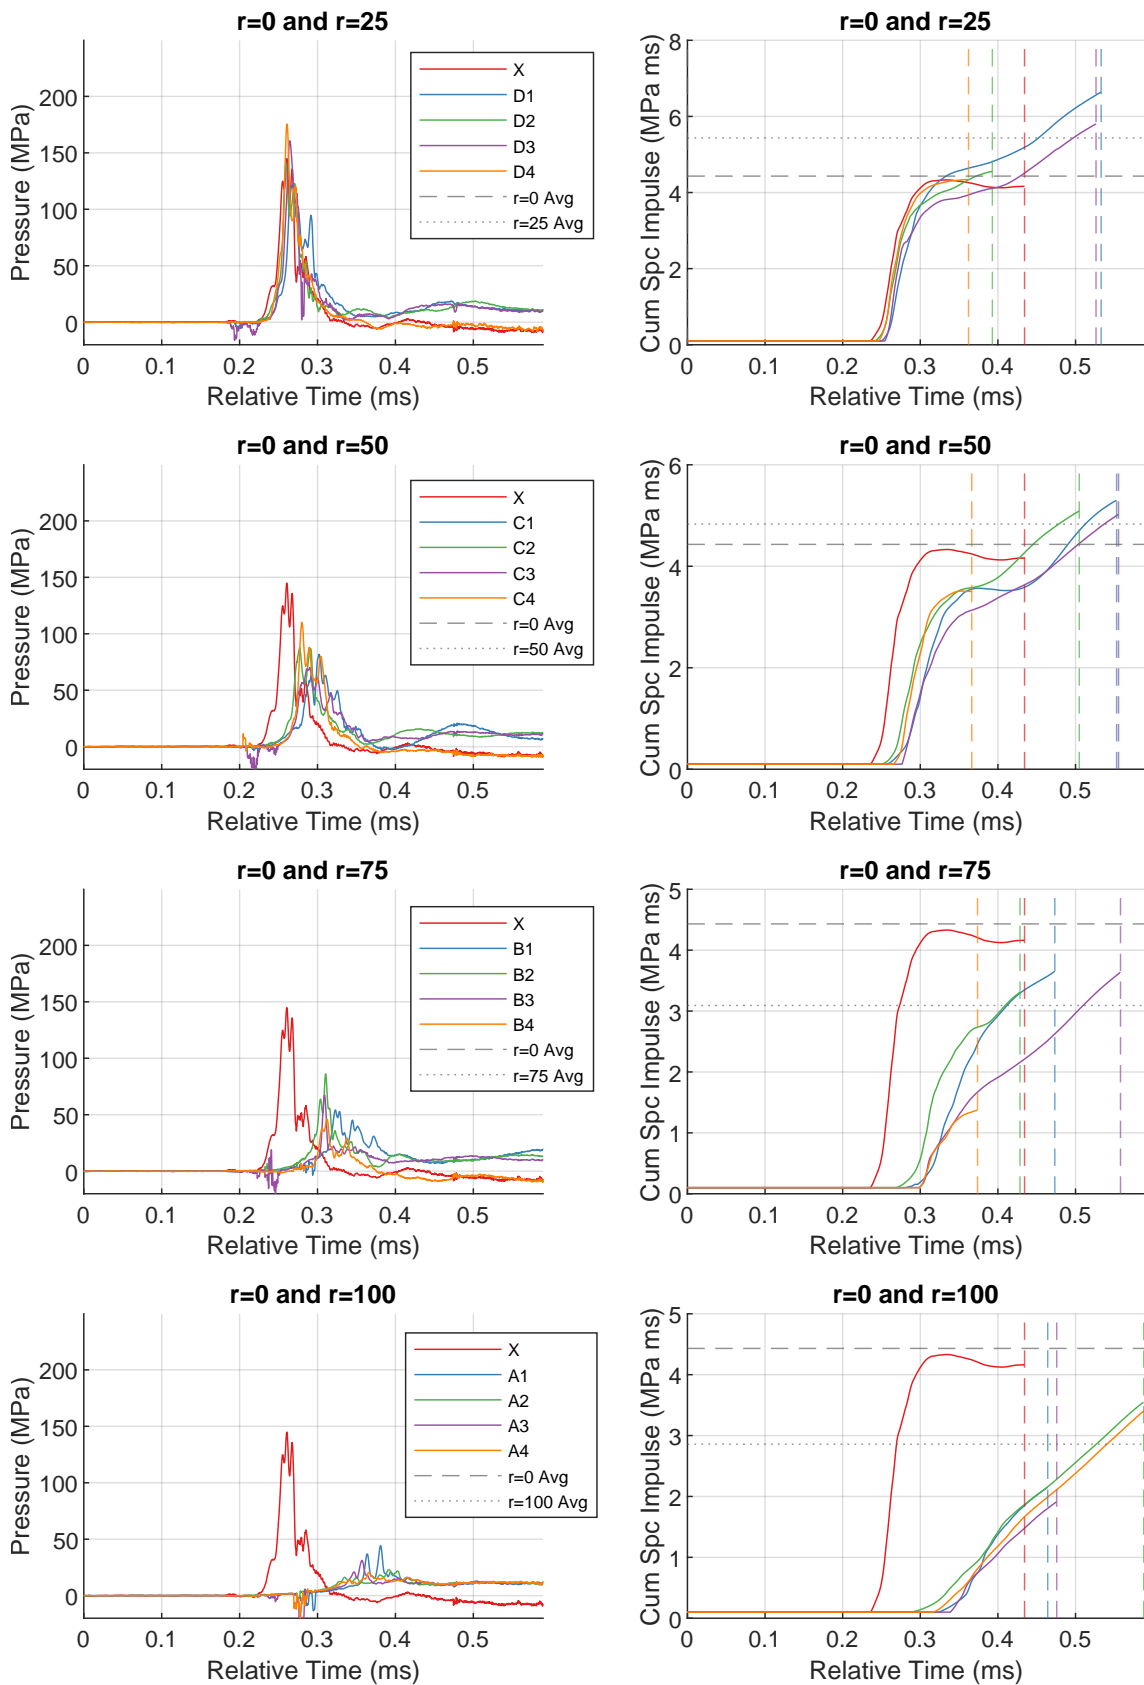 r=0 and r=25
Pressure (MPa)
200
150
100
50
0
0 0.1 0.2 0.3 0.4 0.5
Relative Time (ms)
X
D1
D2
D3
D4
r=0 Avg
r=25 Avg
r=0 and r=25
Cum Spc Impulse (MPa ms)
8
6
4
2
0
0 0.1 0.2 0.3 0.4 0.5
Relative Time (ms)
r=0 and r=50
Pressure (MPa)
200
150
100
50
0
0 0.1 0.2 0.3 0.4 0.5
Relative Time (ms)
X
C1
C2
C3
C4
r=0 Avg
r=50 Avg
r=0 and r=50
Cum Spc Impulse (MPa ms)
6
4
2
0
0 0.1 0.2 0.3 0.4 0.5
Relative Time (ms)
r=0 and r=75
Pressure (MPa)
200
150
100
50
0
0 0.1 0.2 0.3 0.4 0.5
Relative Time (ms)
X
B1
B2
B3
B4
r=0 Avg
r=75 Avg
r=0 and r=75
Cum Spc Impulse (MPa ms)
5
4
3
2
1
0
0 0.1 0.2 0.3 0.4 0.5
Relative Time (ms)
r=0 and r=100
Pressure (MPa)
200
150
100
50
0
0 0.1 0.2 0.3 0.4 0.5
Relative Time (ms)
X
A1
A2
A3
A4
r=0 Avg
r=100 Avg
r=0 and r=100
Cum Spc Impulse (MPa ms)
5
4
3
2
1
0
0 0.1 0.2 0.3 0.4 0.5
Relative Time (ms)